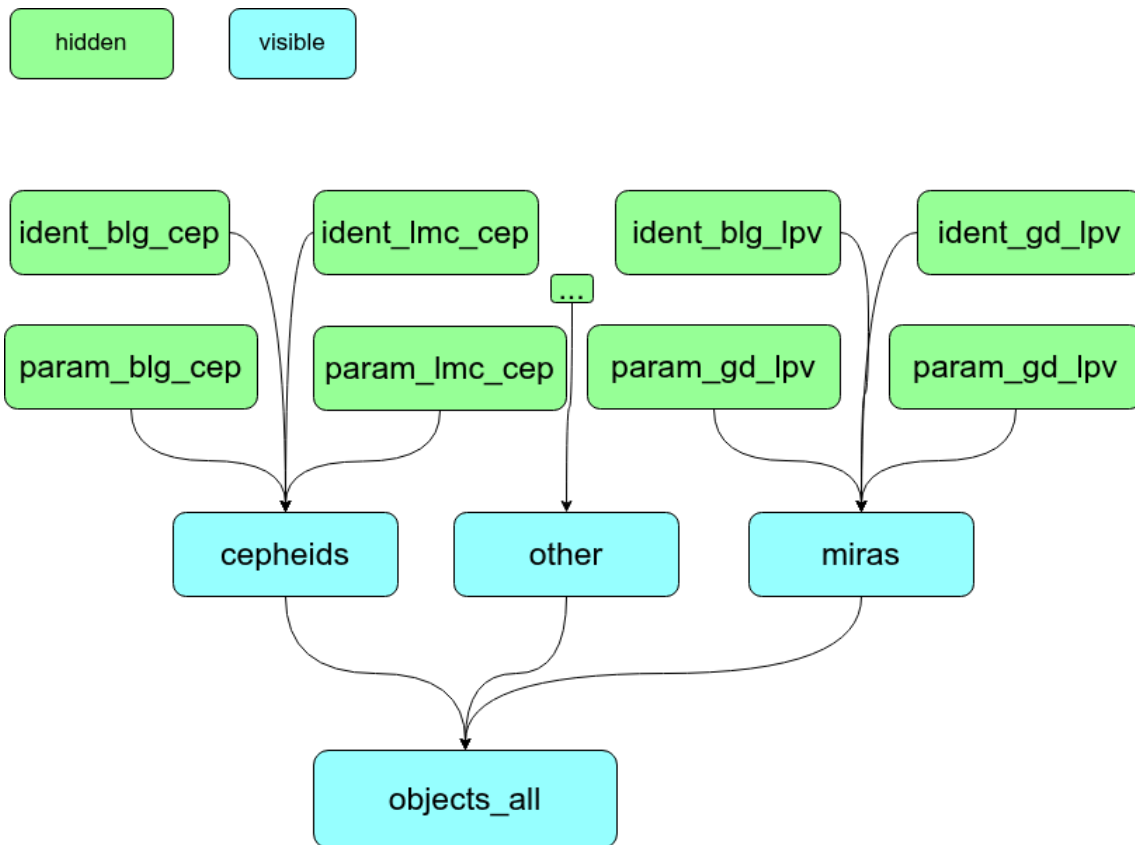 hidden
visible
ident_blg_cep
ident_lmc_cep
ident_blg_lpv
ident_gd_lpv
...
param_blg_cep
param_lmc_cep
param_gd_lpv
param_gd_lpv
cepheids
other
miras
objects_all